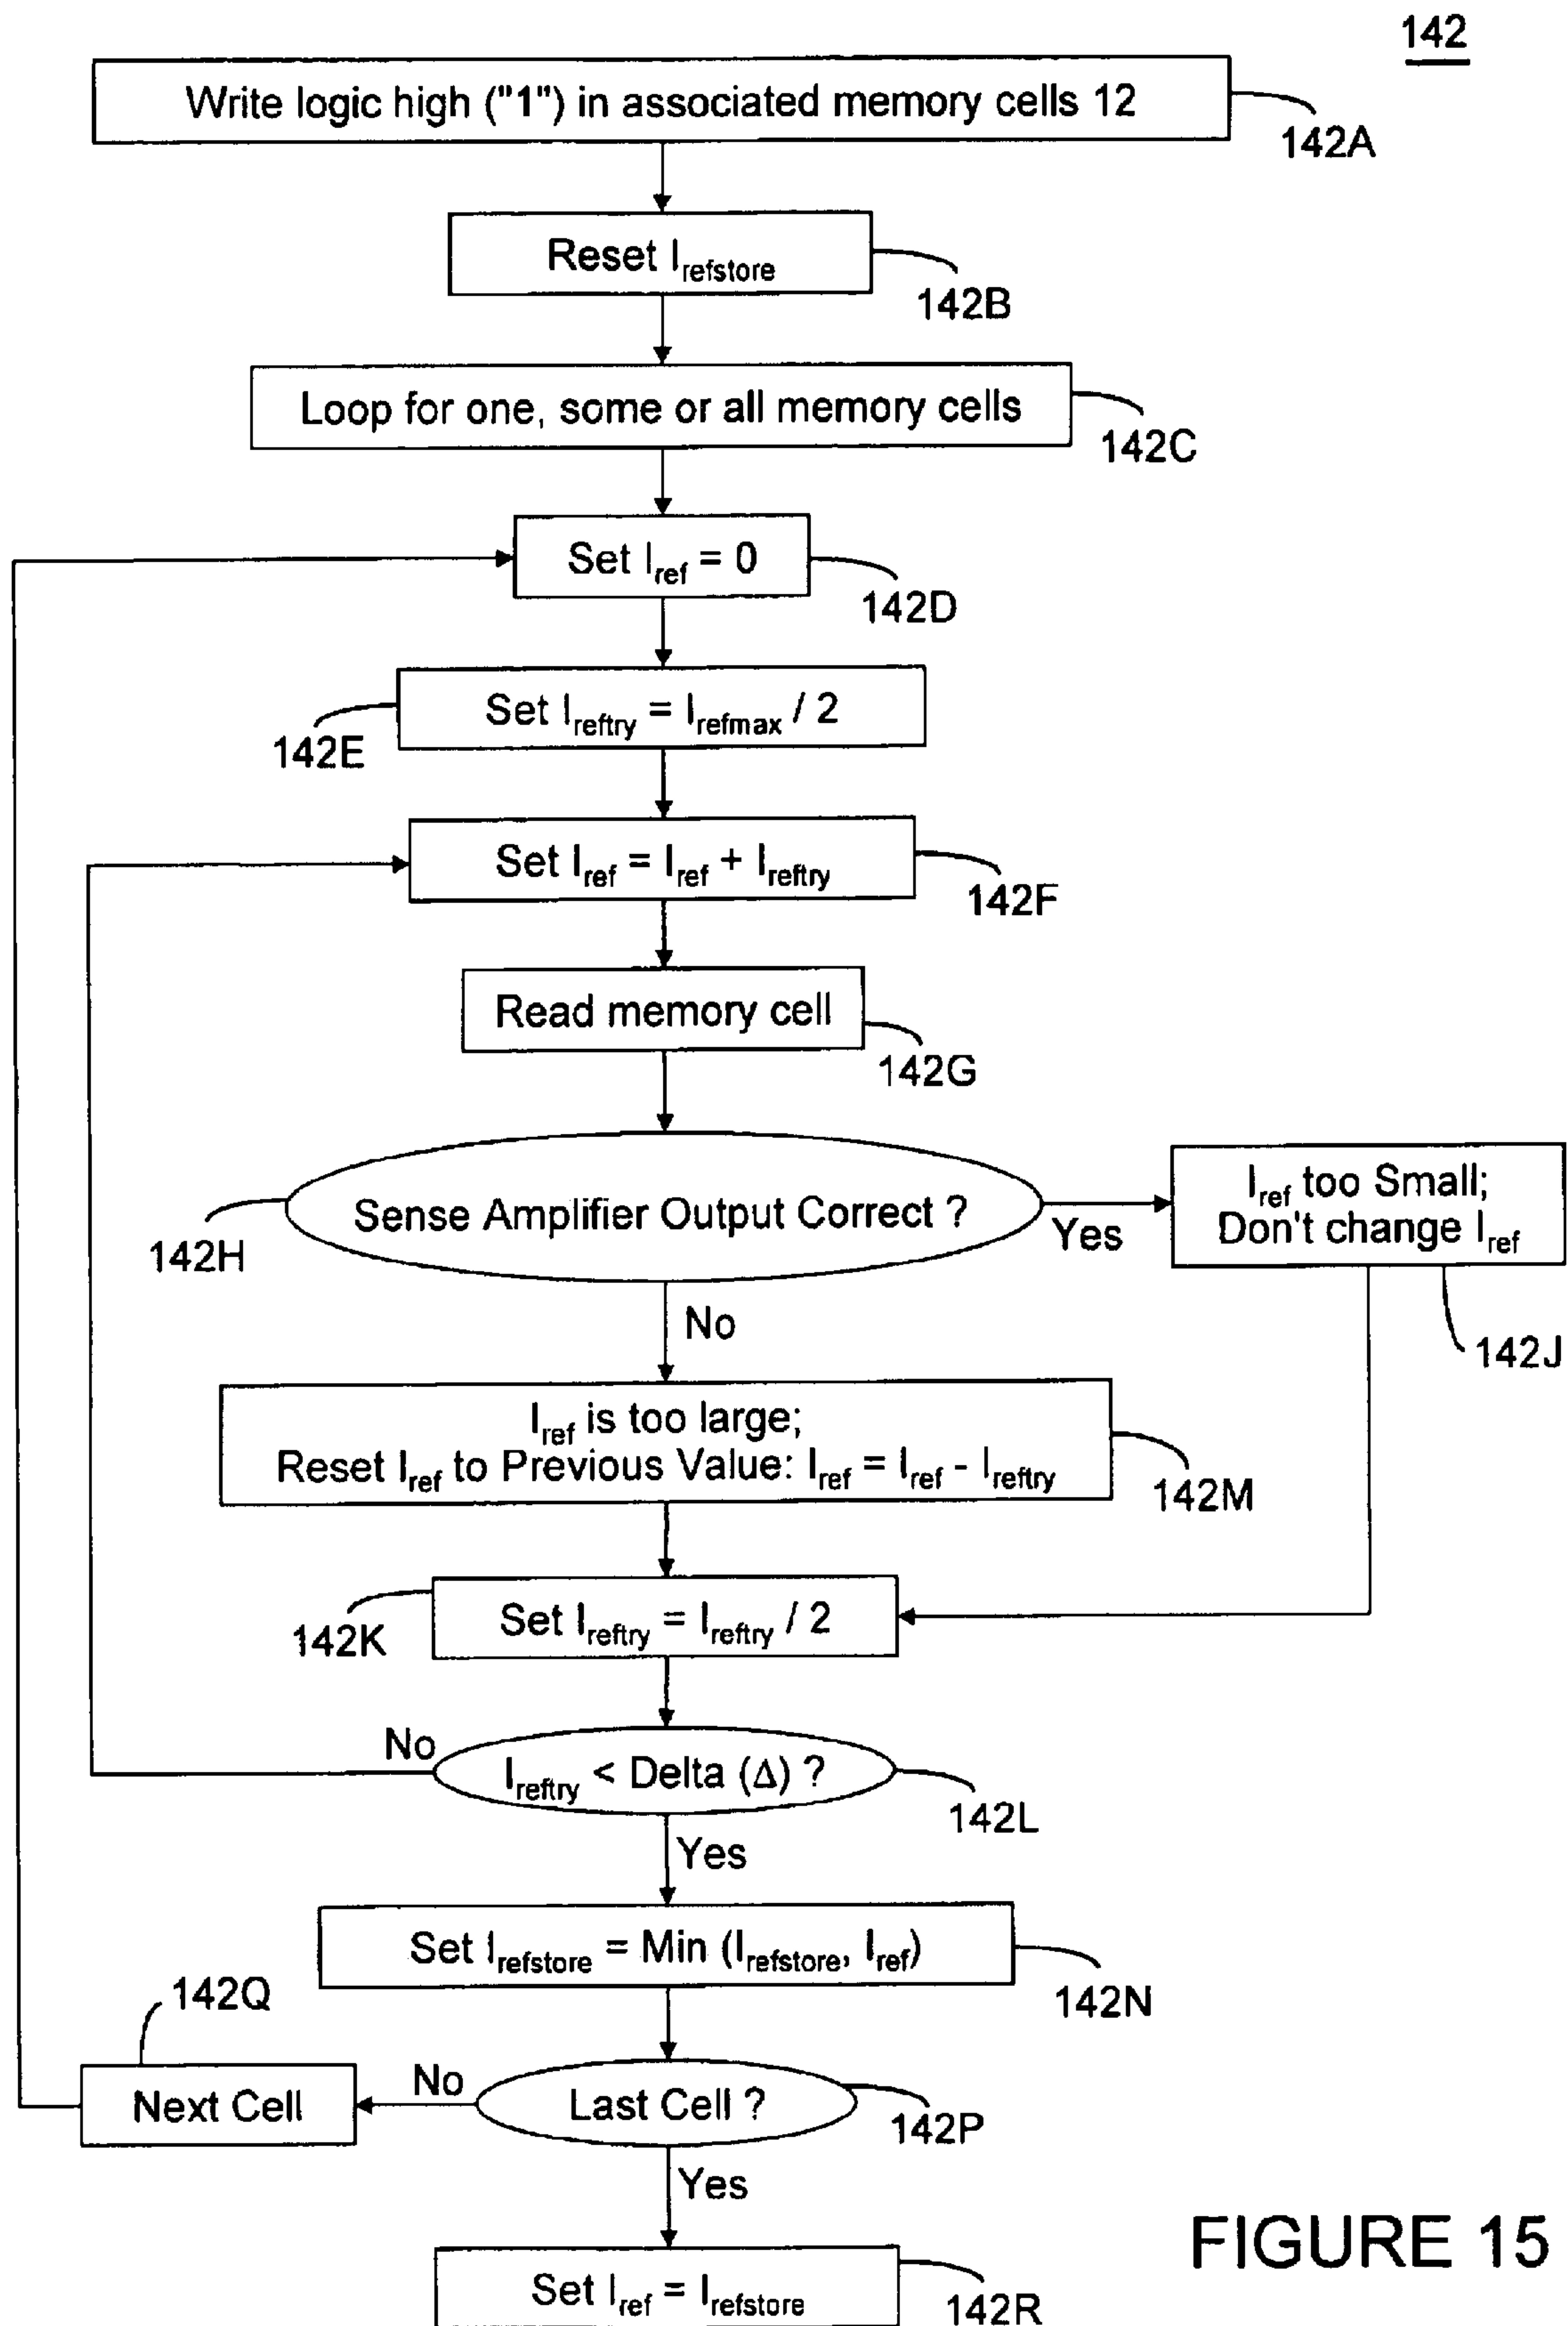 142
Write logic high ("1") in associated memory cells 12
142A
Reset Irefstore
142B
Loop for one, some or all memory cells
142C
Set Iref = 0
142D
Set Ireftry = Irefmax / 2
142E
Set Iref = Iref + Ireftry
142F
Read memory cell
142G
Sense Amplifier Output Correct ?
142H
Yes
Iref too Small;
Don't change Iref
142J
No
Iref is too large;
Reset Iref to Previous Value: Iref = Iref - Ireftry
142M
Set Ireftry = Ireftry / 2
142K
No
Ireftry < Delta (Δ) ?
142L
Yes
Set Irefstore = Min (Irefstore, Iref)
142N
142Q
Next Cell
No
Last Cell ?
142P
Yes
Set Iref = Irefstore
142R
FIGURE 15